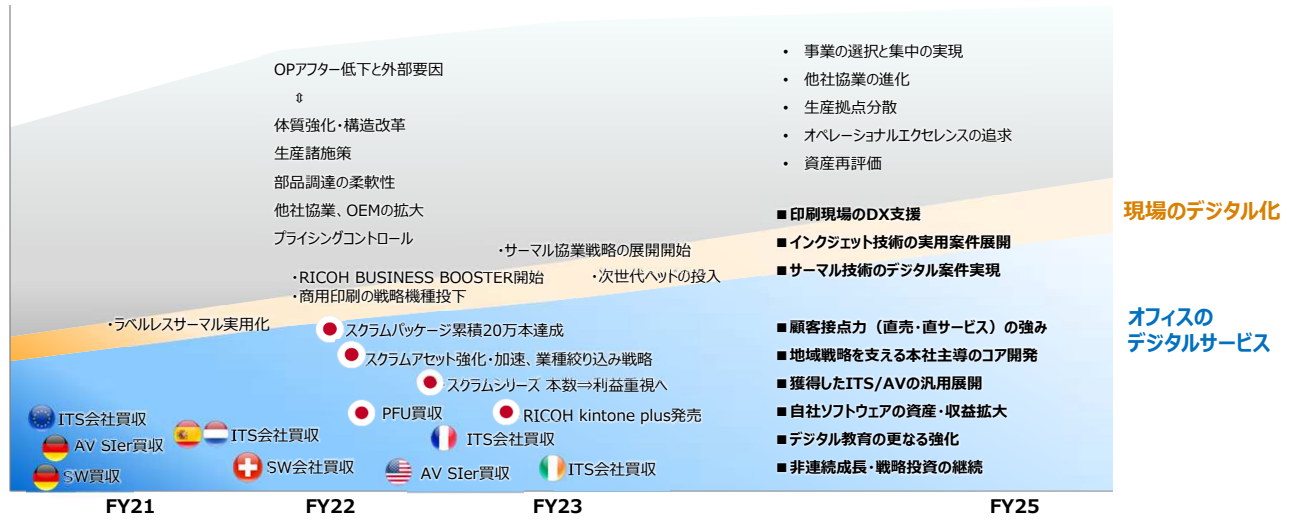 OPアフター低下と外部要因
⇕
体質強化・構造改革
生産諸施策
部品調達の柔軟性
他社協業、OEMの拡大
プライシングコントロール
・サーマル協業戦略の展開開始
・RICOH BUSINESS BOOSTER開始
・次世代ヘッドの投入
・商用印刷の戦略機種投下
・ラベルレスサーマル実用化
スクラムパッケージ累積20万本達成
スクラムアセット強化・加速、業種絞り込み戦略
スクラムシリーズ 本数⇒利益重視へ
PFU買収
RICOH kintone plus発売
ITS会社買収
AV SIer買収
SW買収
ITS会社買収
SW会社買収
ITS会社買収
AV SIer買収
ITS会社買収
• 事業の選択と集中の実現
• 他社協業の進化
• 生産拠点分散
• オペレーショナルエクセレンスの追求
• 資産再評価
■印刷現場のDX支援
■インクジェット技術の実用案件展開
■サーマル技術のデジタル案件実現
■顧客接点力（直売・直サービス）の強み
■地域戦略を支える本社主導のコア開発
■獲得したITS/AVの汎用展開
■自社ソフトウェアの資産・収益拡大
■デジタル教育の更なる強化
■非連続成長・戦略投資の継続
現場のデジタル化
オフィスの
デジタルサービス
FY21
FY22
FY23
FY25